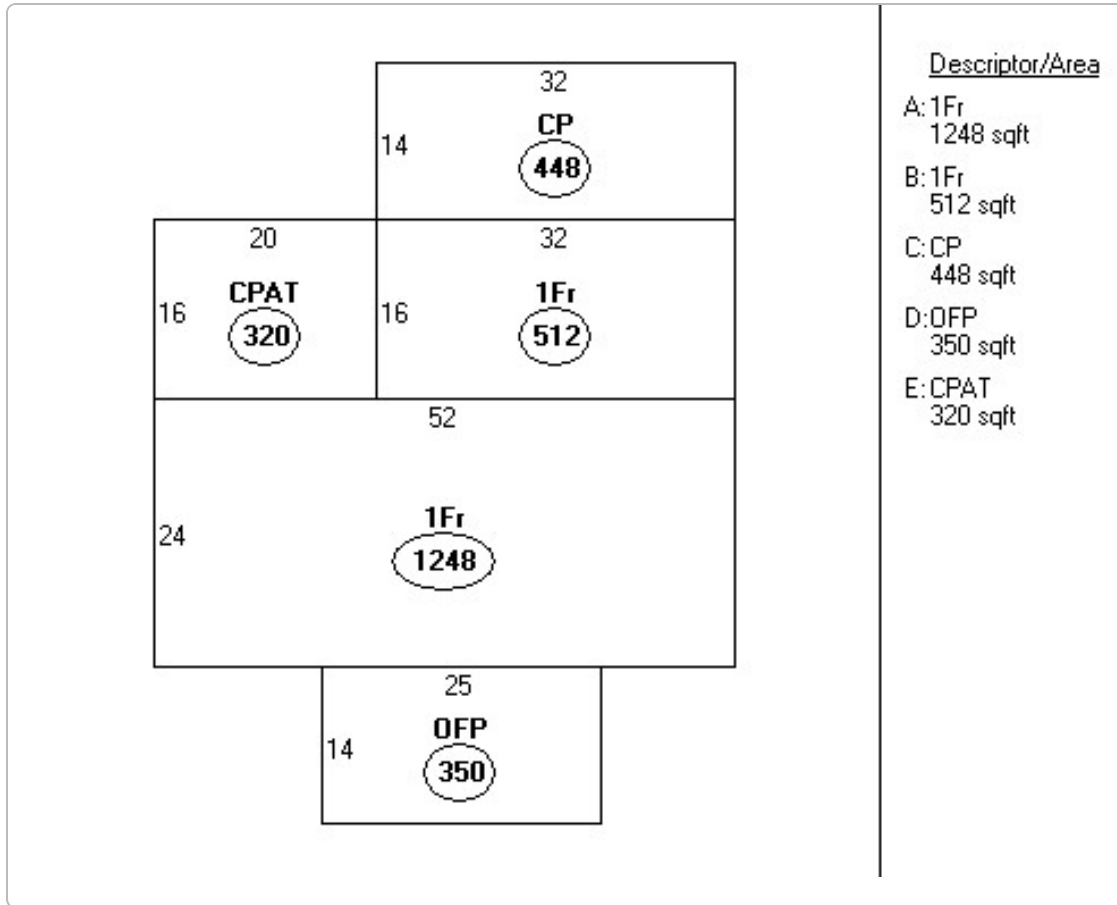 32
CP
14
448
20
32
CPAT
1Fr
16
16
320
512
52
1Fr
24
1248
25
OFP
14
350
Descriptor/Area
A:1Fr
1248 sqft
B:1Fr
512 sqft
C:CP
448 sqft
D:OFP
350 sqft
E:CPAT
320 sqft